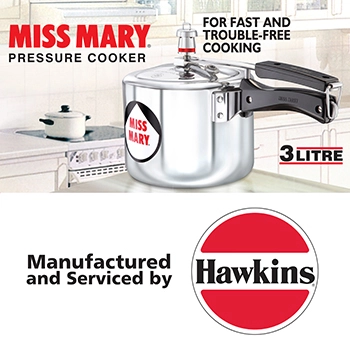 MISS MARY
PRESSURE COOKER
FOR FAST AND
TROUBLE-FREE
COOKING
MISS
MARY
3 LITRE
Manufactured
and Serviced by
Hawkins